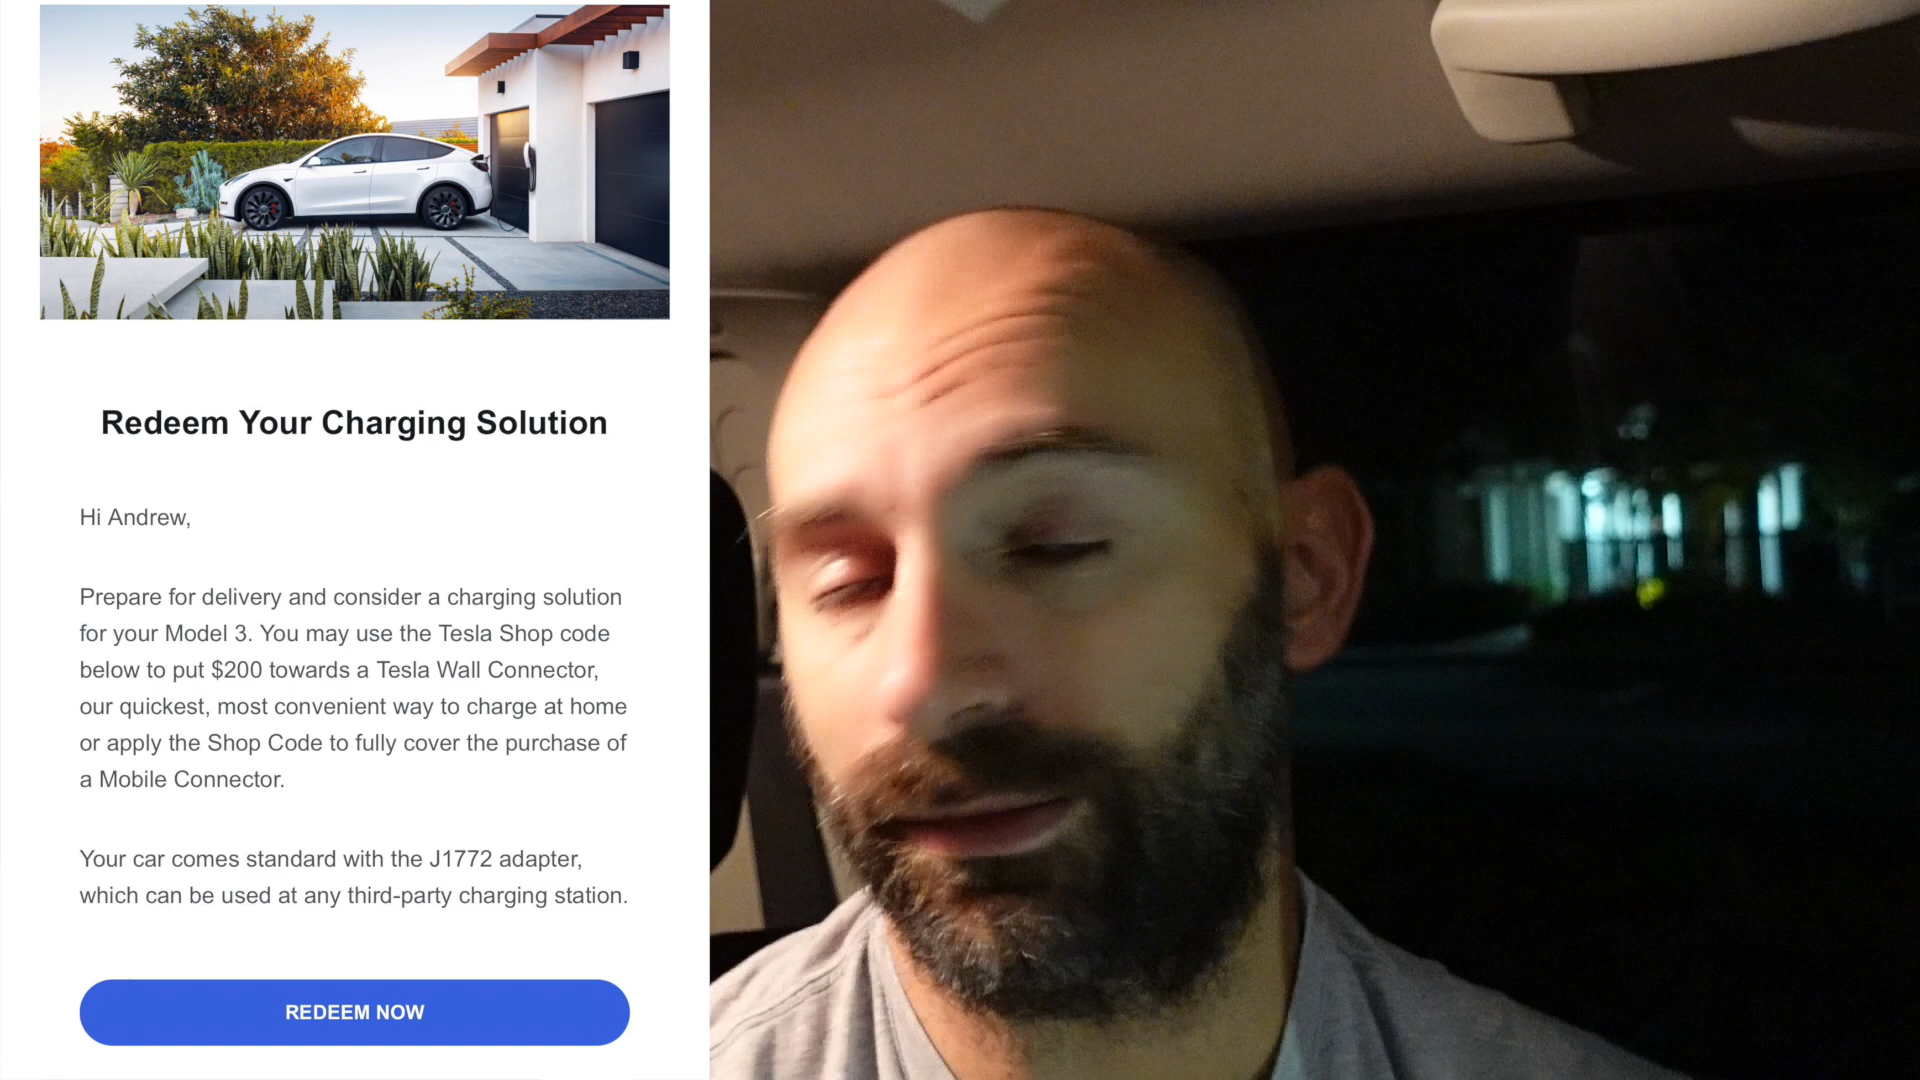 Redeem Your Charging Solution
Hi Andrew,
Prepare for delivery and consider a charging solution
for your Model 3. You may use the Tesla Shop code
below to put $200 towards a Tesla Wall Connector,
our quickest, most convenient way to charge at home
or apply the Shop Code to fully cover the purchase of
a Mobile Connector.
Your car comes standard with the J1772 adapter,
which can be used at any third-party charging station.
REDEEM NOW